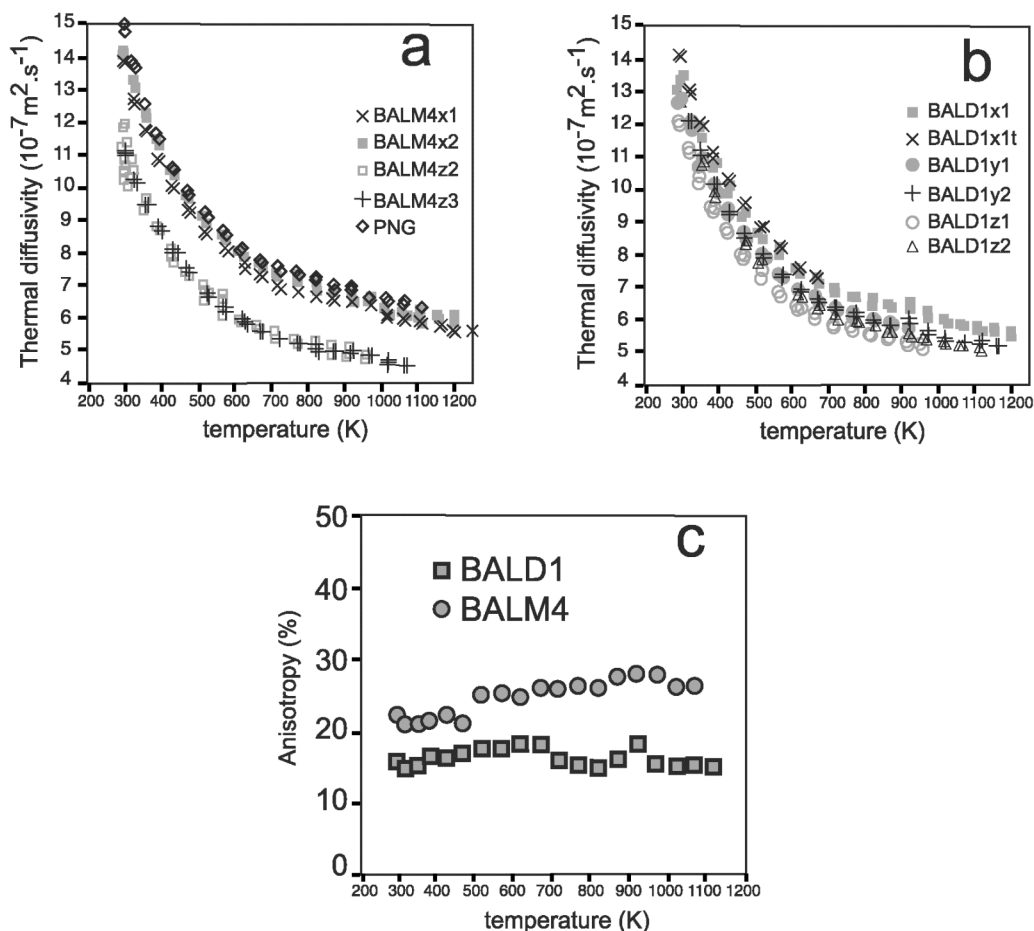 a
Thermal diffusivity (10⁻⁷m².s⁻¹)
15
14
13
12
11
10
9
8
7
6
5
4
BALM4x1
BALM4x2
BALM4z2
BALM4z3
PNG
200 300 400 500 600 700 800 900 1000 1100 1200
temperature (K)
b
Thermal diffusivity (10⁻⁷m².s⁻¹)
15
14
13
12
11
10
9
8
7
6
5
4
BALD1x1
BALD1x1t
BALD1y1
BALD1y2
BALD1z1
BALD1z2
200 300 400 500 600 700 800 900 1000 1100 1200
temperature (K)
c
Anisotropy (%)
50
40
30
20
10
0
BALD1
BALM4
200 300 400 500 600 700 800 900 1000 1100 1200
temperature (K)